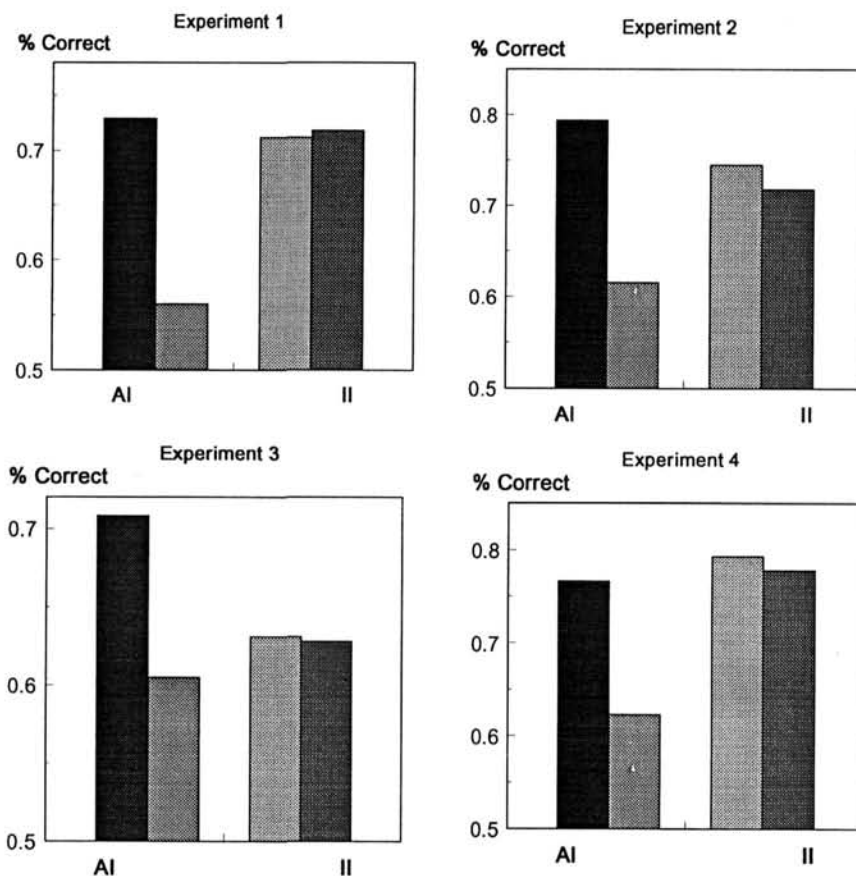 Experiment 1
% Correct
0.7
0.6
0.5
AI II
Experiment 2
% Correct
0.8
0.7
0.6
0.5
AI II
Experiment 3
% Correct
0.7
0.6
0.5
AI II
Experiment 4
% Correct
0.8
0.7
0.6
0.5
AI II